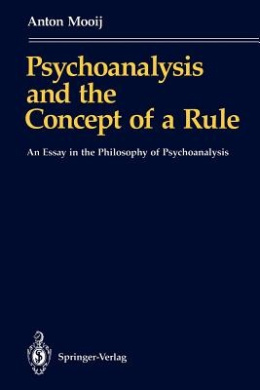 Anton Mooij
Psychoanalysis
and the
Concept of a Rule
An Essay in the Philosophy of Psychoanalysis
Springer-Verlag